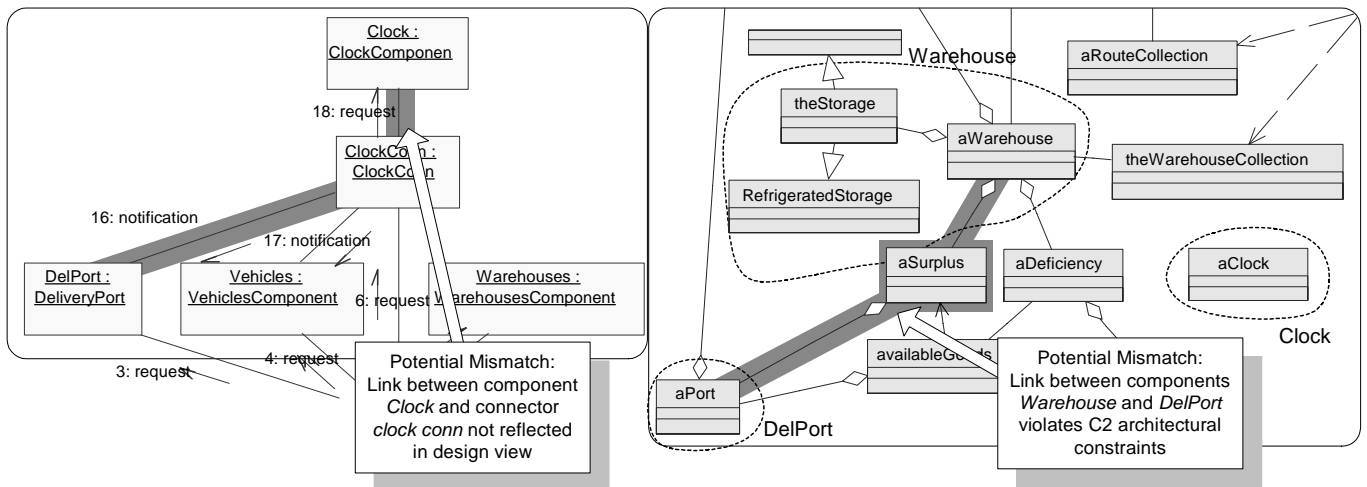 Clock :
ClockComponen
18: request
ClockConn :
ClockConn
16: notification
17: notification
DelPort :
DeliveryPort
Vehicles :
VehiclesComponent
6: request
Warehouses :
WarehousesComponent
3: request
4: request
Potential Mismatch:
Link between component
Clock and connector
clock conn not reflected
in design view
Warehouse
aRouteCollection
theStorage
aWarehouse
theWarehouseCollection
RefrigeratedStorage
aSurplus
aDeficiency
aClock
Clock
availableGoods
aPort
DelPort
Potential Mismatch:
Link between components
Warehouse and DelPort
violates C2 architectural
constraints